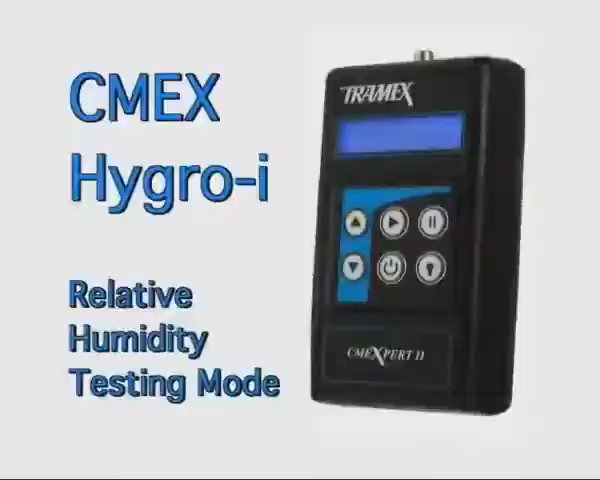 CMEX
Hygro-i
Relative
Humidity
Testing Mode
TRAMEX
CMEXPERT II